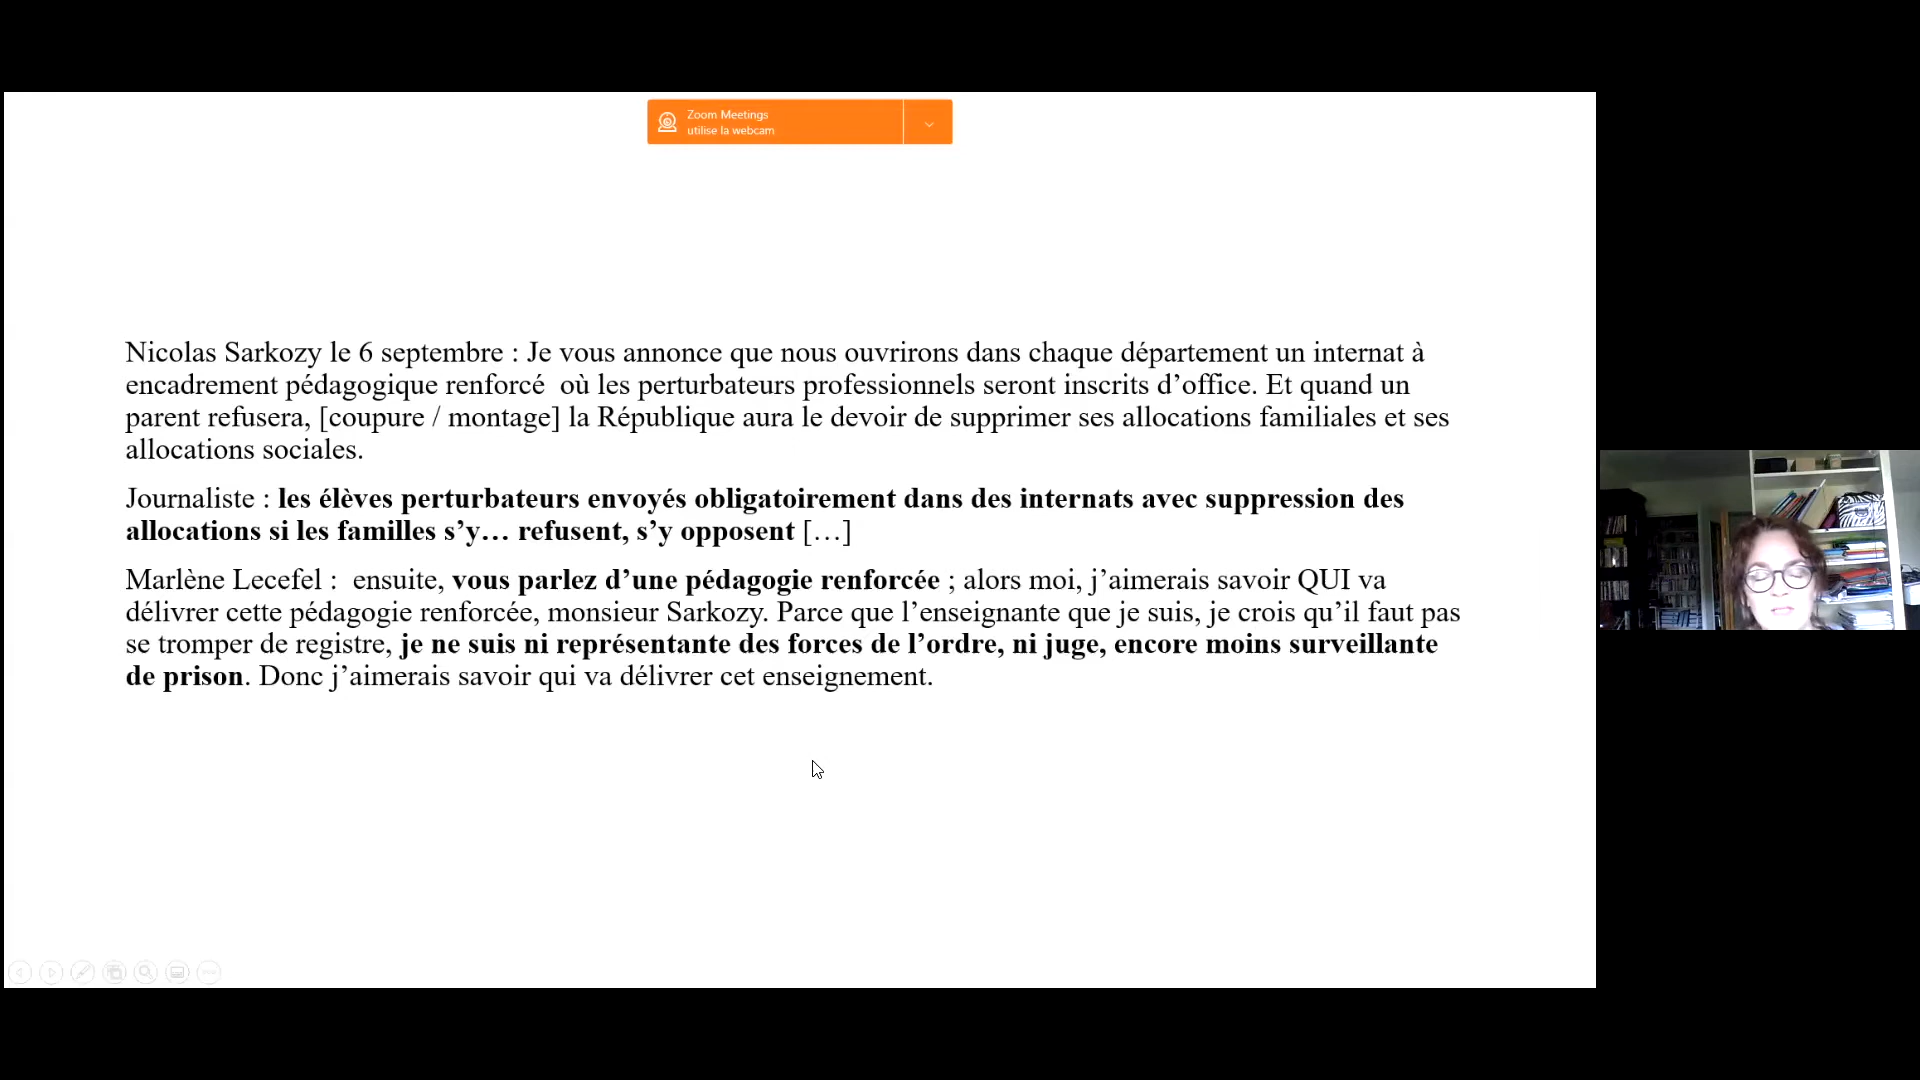 Zoom Meetings
utilise la webcam
Nicolas Sarkozy le 6 septembre : Je vous annonce que nous ouvrirons dans chaque département un internat à
encadrement pédagogique renforcé  où les perturbateurs professionnels seront inscrits d’office. Et quand un
parent refusera, [coupure / montage] la République aura le devoir de supprimer ses allocations familiales et ses
allocations sociales.
Journaliste : les élèves perturbateurs envoyés obligatoirement dans des internats avec suppression des
allocations si les familles s’y… refusent, s’y opposent […]
Marlène Lecefel :  ensuite, vous parlez d’une pédagogie renforcée ; alors moi, j’aimerais savoir QUI va
délivrer cette pédagogie renforcée, monsieur Sarkozy. Parce que l’enseignante que je suis, je crois qu’il faut pas
se tromper de registre, je ne suis ni représentante des forces de l’ordre, ni juge, encore moins surveillante
de prison. Donc j’aimerais savoir qui va délivrer cet enseignement.